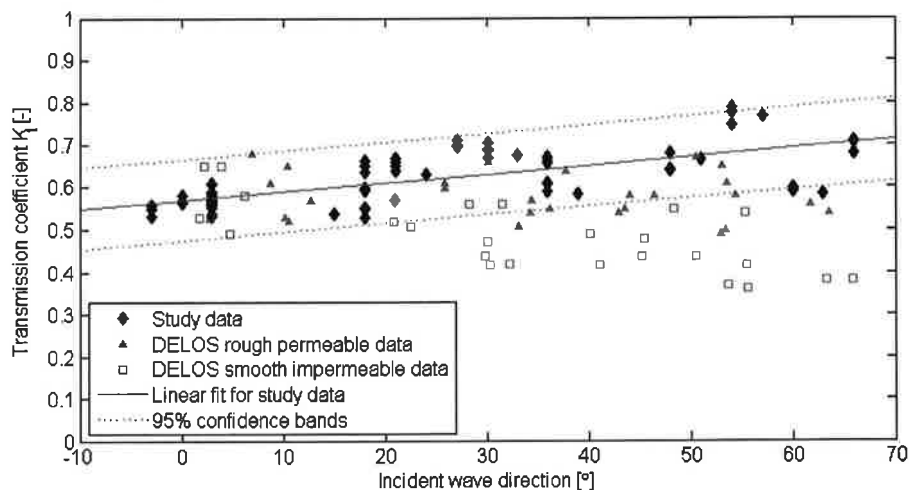 Transmission coefficient Kt [-]
1
0.9
0.8
0.7
0.6
0.5
0.4
0.3
0.2
0.1
0
Study data
DELOS rough permeable data
DELOS smooth impermeable data
Linear fit for study data
95% confidence bands
-10
0
10
20
30
40
50
60
70
Incident wave direction [°]